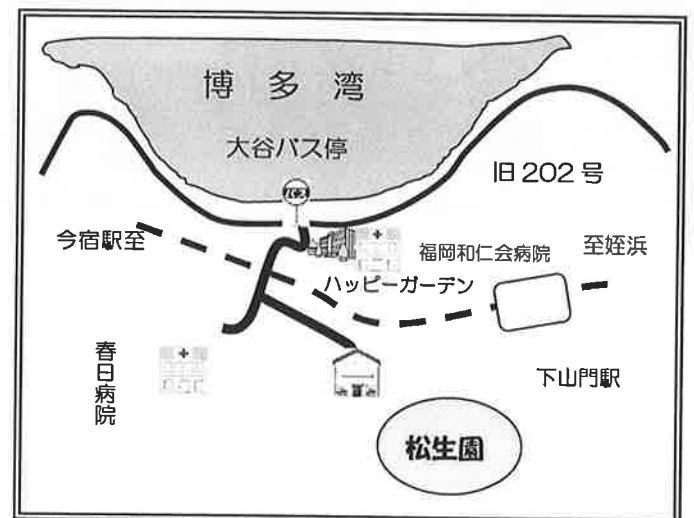 博多湾
大谷バス停
バス
旧202号
今宿駅至
福岡和仁会病院
至姪浜
ハッピーガーデン
春日病院
下山門駅
松生園